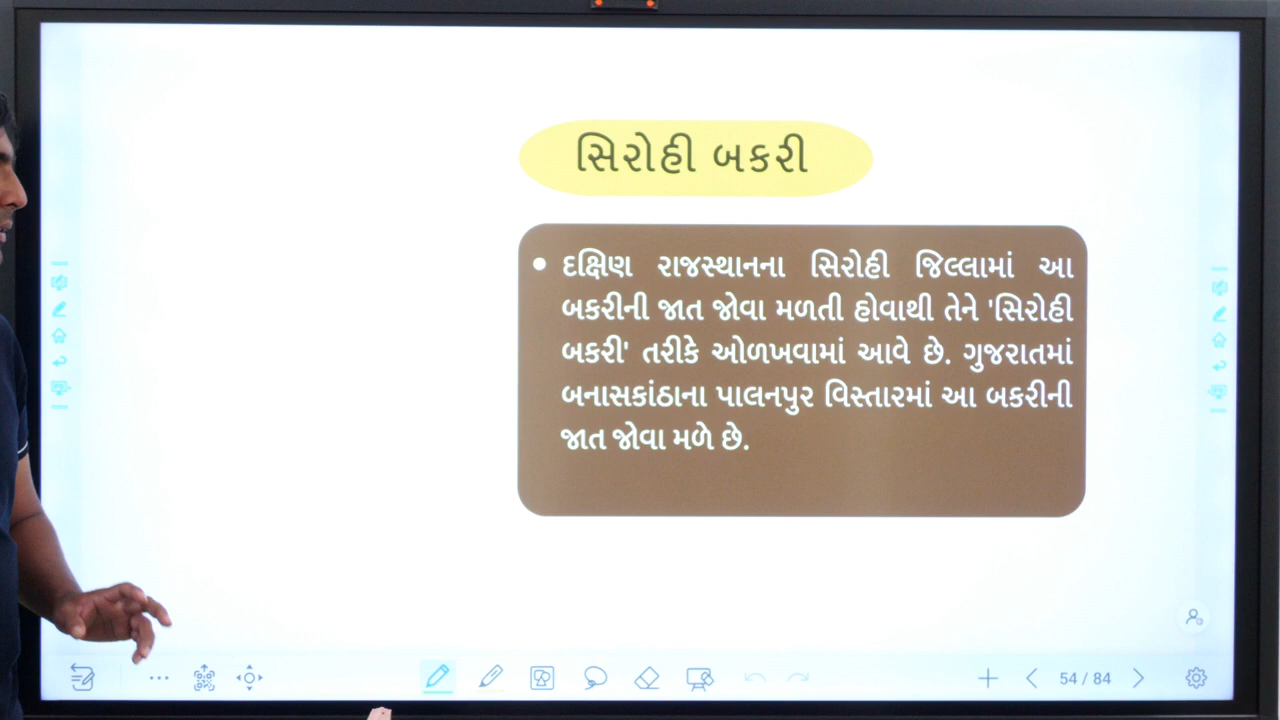 સિરોહી બકરી
• દક્ષિણ રાજસ્થાનના સિરોહી જિલ્લામાં આ
બકરીની જાત જોવા મળતી હોવાથી તેને 'સિરોહી
બકરી' તરીકે ઓળખવામાં આવે છે. ગુજરાતમાં
બનાસકાંઠાના પાલનપુર વિસ્તારમાં આ બકરીની
જાત જોવા મળે છે.
54 / 84